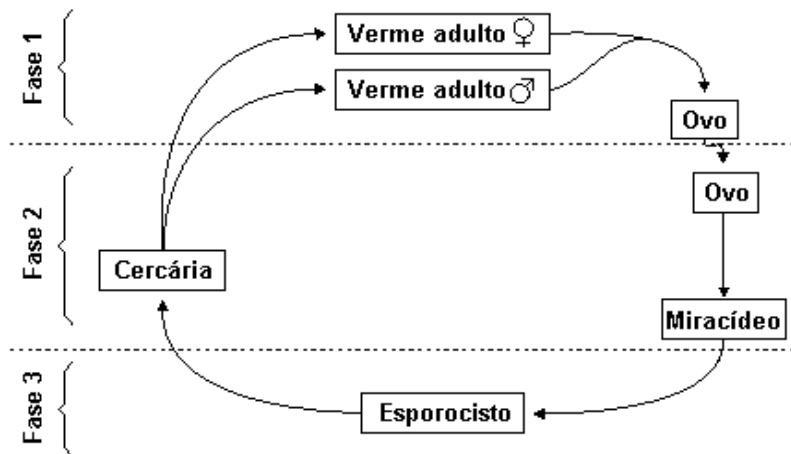 Fase 1
Verme adulto ♀
Verme adulto ♂
Ovo
Fase 2
Ovo
Cercária
Miracídeo
Fase 3
Esporocisto